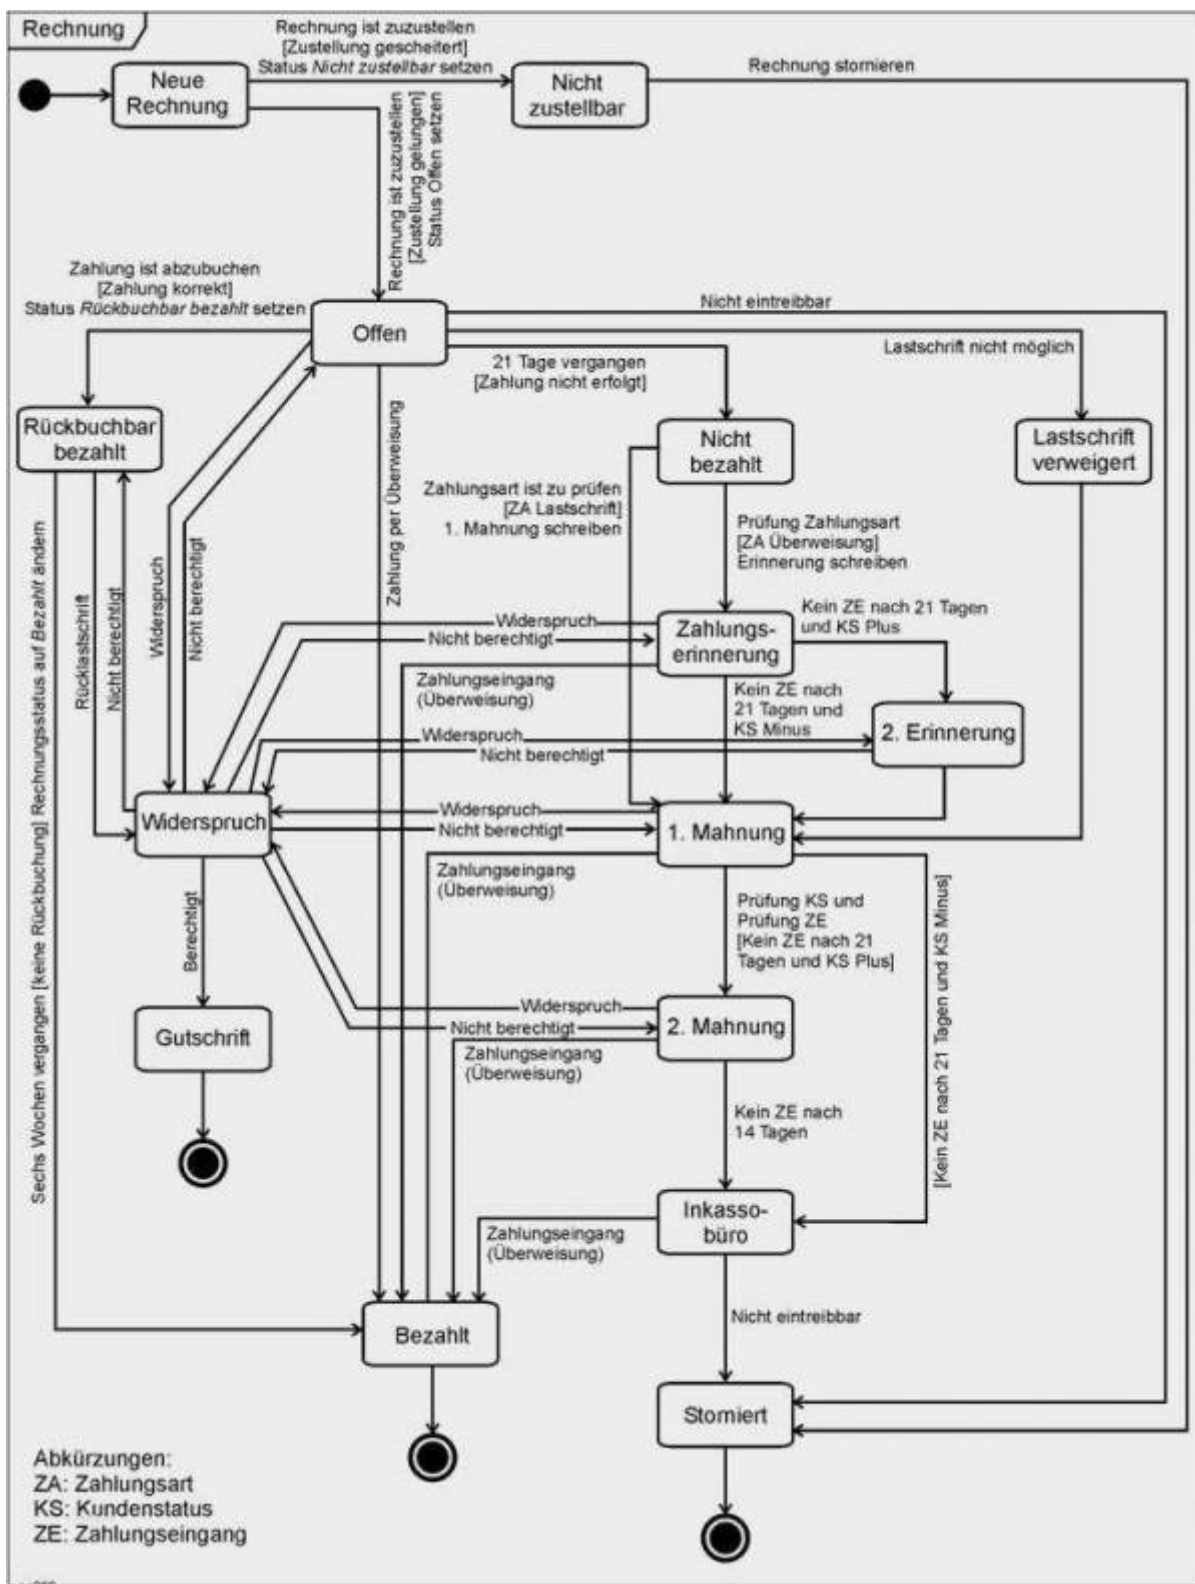 Rechnung
Rechnung ist zuzustellen
[Zustellung gescheitert]
Status Nicht zustellbar setzen
Rechnung stornieren
Neue
Rechnung
Nicht
zustellbar
Rechnung ist zuzustellen
[Zustellung gelungen]
Status Offen setzen
Zahlung ist abzubuchen
[Zahlung korrekt]
Status Rückbuchbar bezahlt setzen
Offen
Nicht eintreibbar
Lastschrift nicht möglich
21 Tage vergangen
[Zahlung nicht erfolgt]
Rückbuchbar
bezahlt
Nicht
bezahlt
Lastschrift
verweigert
Zahlungsart ist zu prüfen
[ZA Lastschrift]
1. Mahnung schreiben
Prüfung Zahlungsart
[ZA Überweisung]
Erinnerung schreiben
Sechs Wochen vergangen [keine Rückbuchung] Rechnungsstatus auf Bezahlt ändern
Rücklastschrift
Nicht berechtigt
Widerspruch
Nicht berechtigt
Zahlung per Überweisung
Widerspruch
Nicht berechtigt
Zahlungs-
erinnerung
Kein ZE nach 21 Tagen
und KS Plus
Zahlungseingang
(Überweisung)
Kein ZE nach
21 Tagen und
KS Minus
Widerspruch
Nicht berechtigt
2. Erinnerung
Widerspruch
Widerspruch
Nicht berechtigt
1. Mahnung
Zahlungseingang
(Überweisung)
Prüfung KS und
Prüfung ZE
[Kein ZE nach 21
Tagen und KS Plus]
[Kein ZE nach 21 Tagen und KS Minus]
Berechtigt
Widerspruch
Nicht berechtigt
2. Mahnung
Gutschrift
Zahlungseingang
(Überweisung)
Kein ZE nach
14 Tagen
Inkasso-
büro
Zahlungseingang
(Überweisung)
Nicht eintreibbar
Bezahlt
Storniert
Abkürzungen:
ZA: Zahlungsart
KS: Kundenstatus
ZE: Zahlungseingang